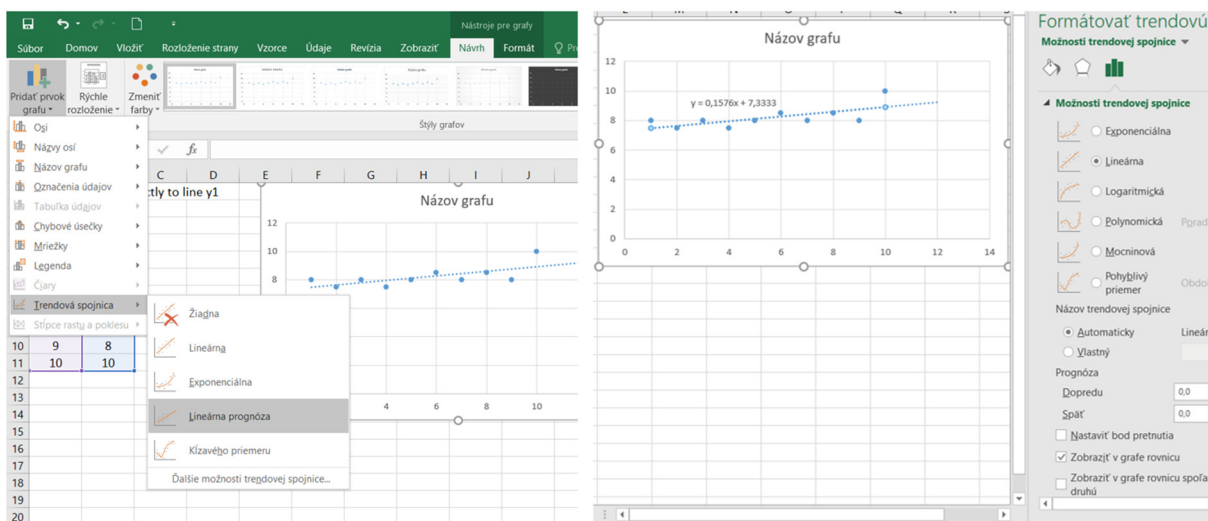 Nástroje pre grafy
Súbor Domov Vložiť Rozloženie strany Vzorce Údaje Revízia Zobraziť Návrh Formát
Pridať prvok grafu
Rýchle rozloženie
Zmeniť farby
Štýly grafov
Osi
Názvy osí
Názov grafu
Označenia údajov
Tabuľka údajov
Chybové úsečky
Mriežky
Legenda
Čiary
Trendová spojnica
Stĺpce rastu a poklesu
fx
C D E F G H I J
to line y1
Názov grafu
12
10
8
4 6 8 10
Žiadna
Lineárna
Exponenciálna
Lineárna prognóza
Kĺzavého priemeru
Ďalšie možnosti trendovej spojnice...
10 9 8
11 10 10
12
13
14
15
16
17
18
19
20
Názov grafu
12
10
8
6
4
2
0
y = 0,1576x + 7,3333
0 2 4 6 8 10 12 14
Formátovať trendovú
Možnosti trendovej spojnice
Možnosti trendovej spojnice
Exponenciálna
Lineárna
Logaritmická
Polynomická
Mocninová
Pohyblivý priemer
Názov trendovej spojnice
Automaticky
Vlastný
Prognóza
Dopredu 0,0
Späť 0,0
Nastaviť bod pretnutia
Zobraziť v grafe rovnicu
Zobraziť v grafe rovnicu
druhú